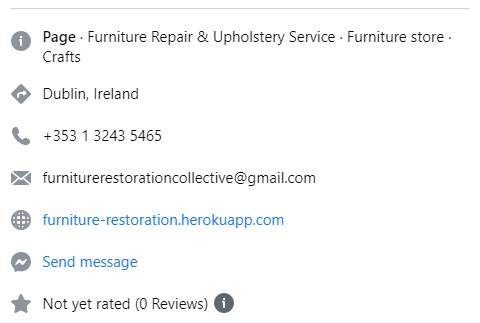 Page · Furniture Repair & Upholstery Service · Furniture store ·
Crafts
Dublin, Ireland
+353 1 3243 5465
furniturerestorationcollective@gmail.com
furniture-restoration.herokuapp.com
Send message
Not yet rated (0 Reviews)